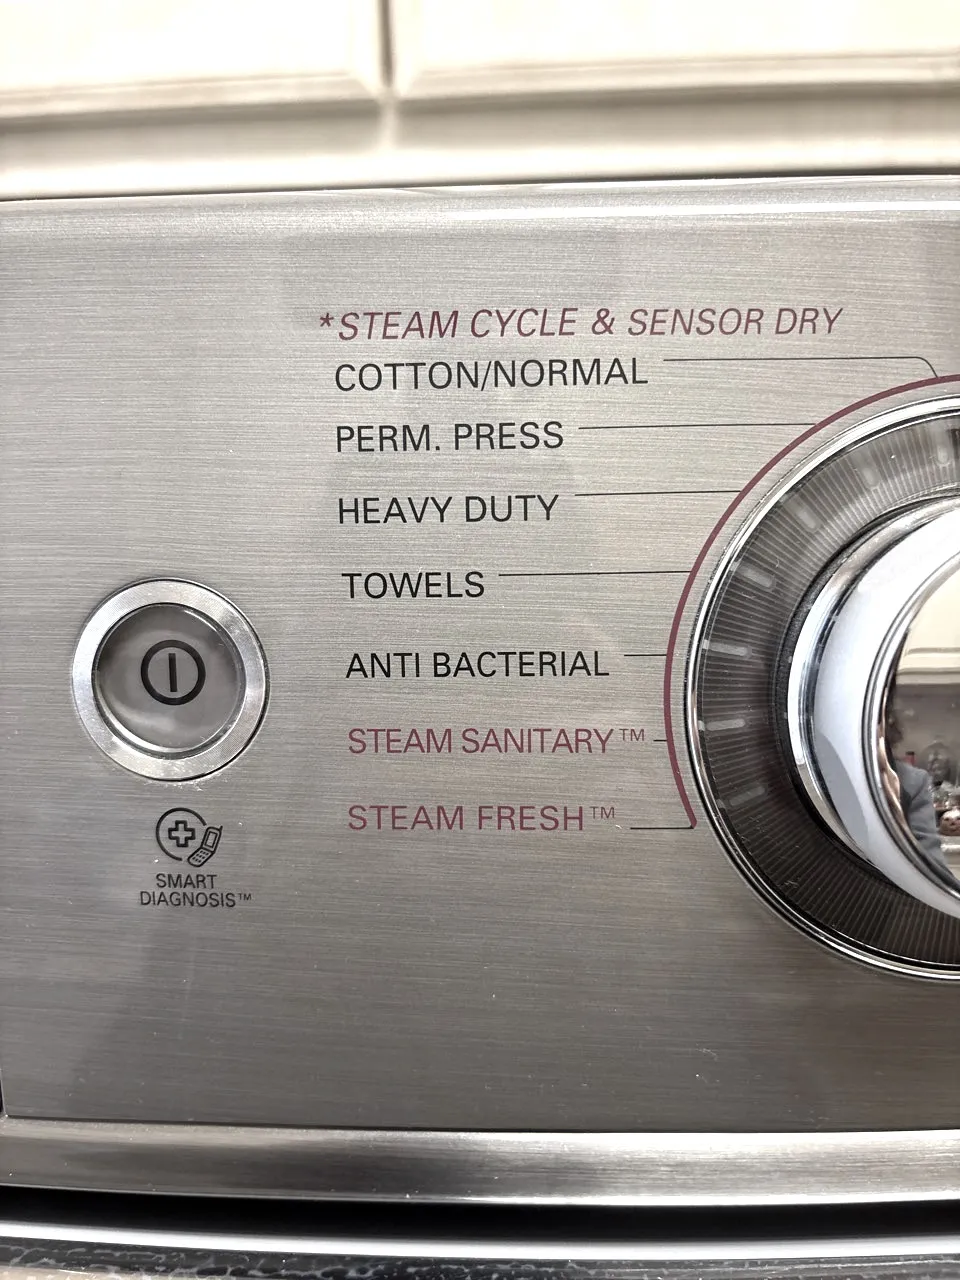 *STEAM CYCLE & SENSOR DRY
COTTON/NORMAL
PERM. PRESS
HEAVY DUTY
TOWELS
ANTI BACTERIAL
STEAM SANITARY™
STEAM FRESH™
SMART
DIAGNOSIS™